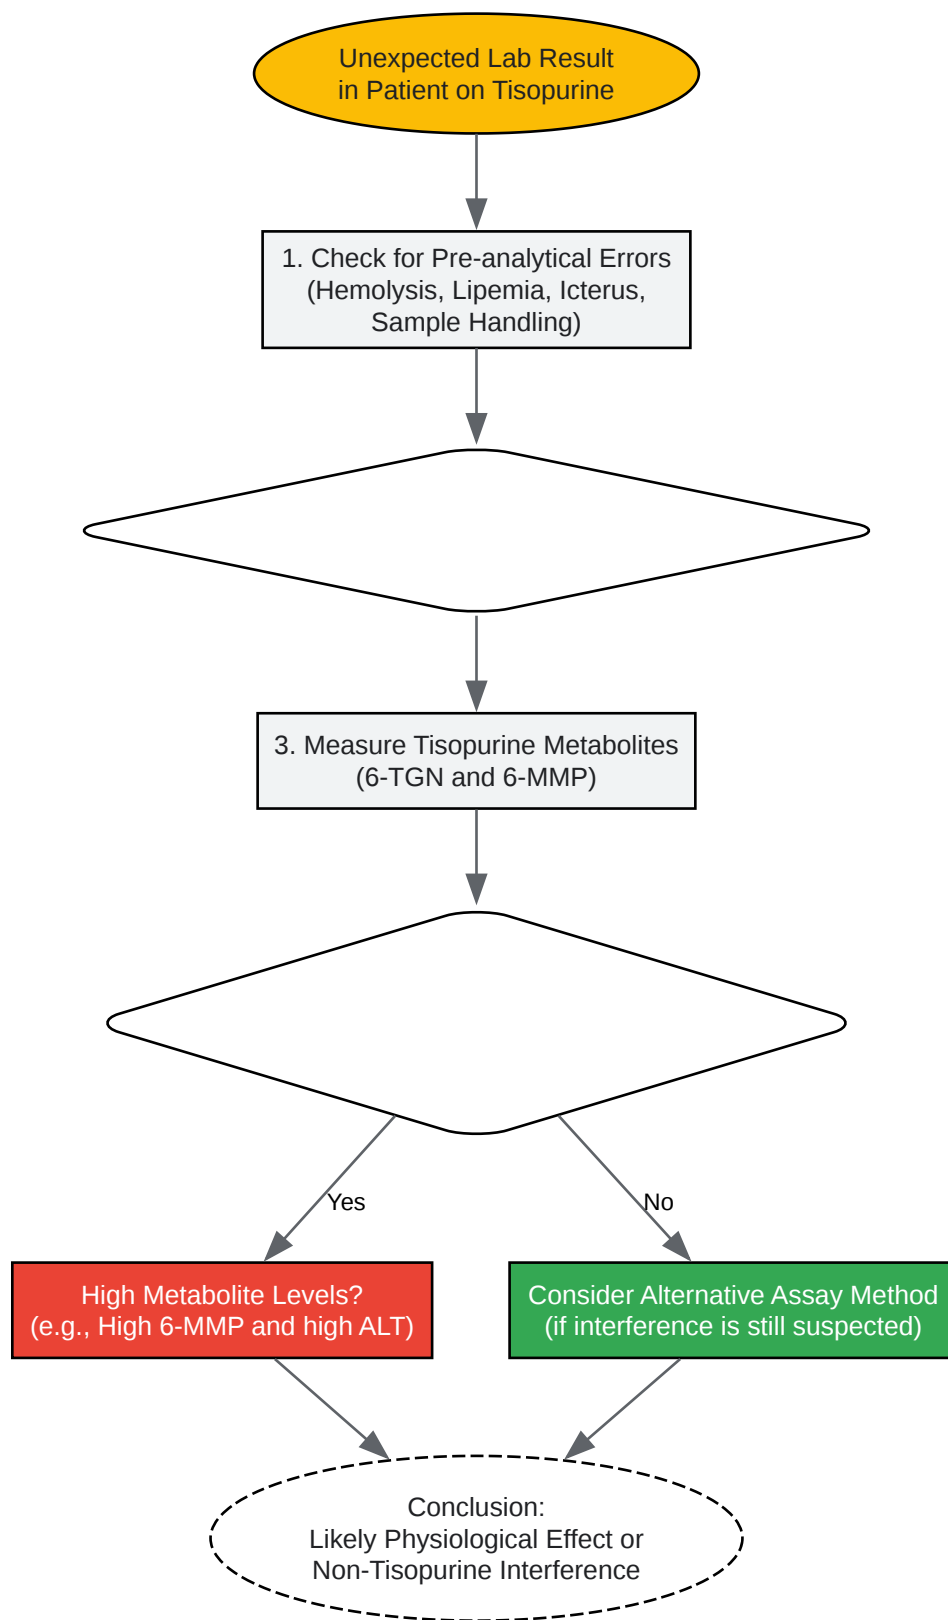 Unexpected Lab Result
in Patient on Tisopurine
1. Check for Pre-analytical Errors
(Hemolysis, Lipemia, Icterus,
Sample Handling)
3. Measure Tisopurine Metabolites
(6-TGN and 6-MMP)
Yes
No
High Metabolite Levels?
(e.g., High 6-MMP and high ALT)
Consider Alternative Assay Method
(if interference is still suspected)
Conclusion:
Likely Physiological Effect or
Non-Tisopurine Interference